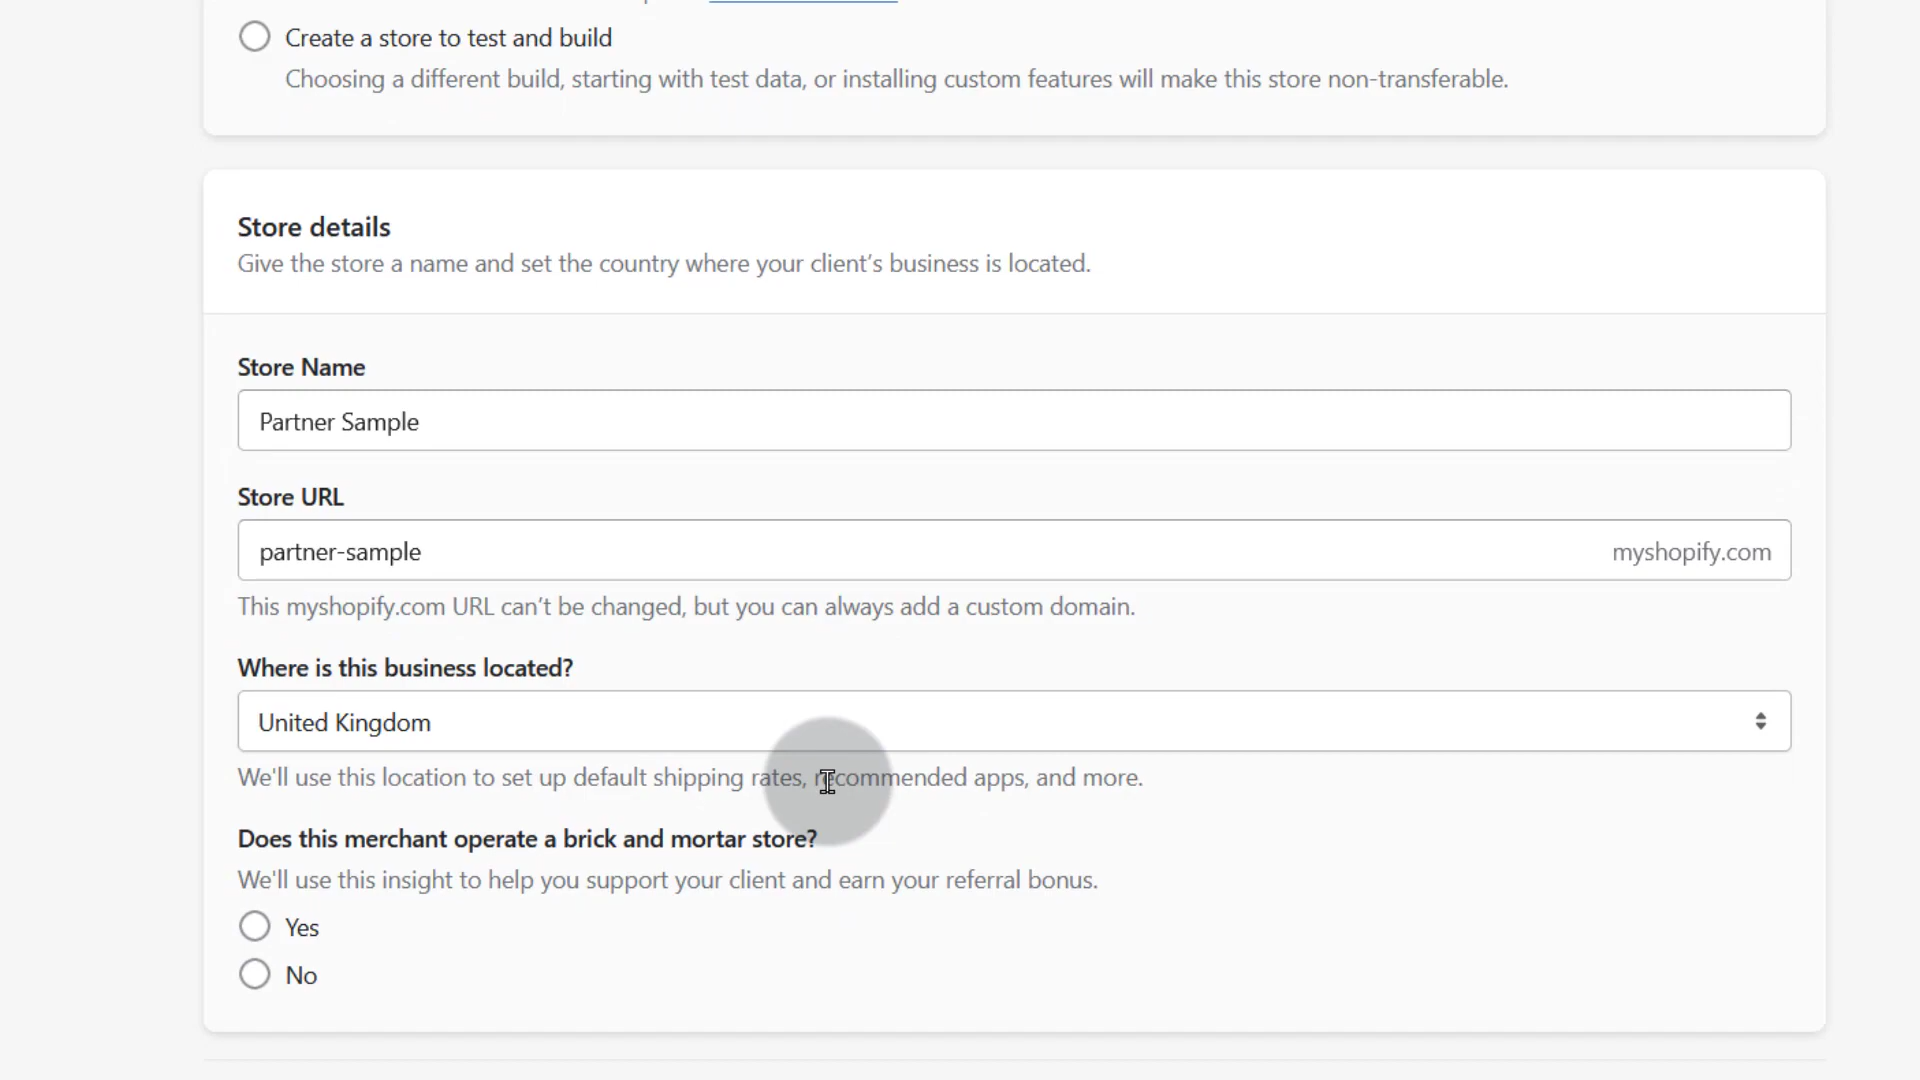 Create a store to test and build
Choosing a different build, starting with test data, or installing custom features will make this store non-transferable.
Store details
Give the store a name and set the country where your client’s business is located.
Store Name
Partner Sample
Store URL
partner-sample myshopify.com
This myshopify.com URL can’t be changed, but you can always add a custom domain.
Where is this business located?
United Kingdom
We'll use this location to set up default shipping rates, recommended apps, and more.
Does this merchant operate a brick and mortar store?
We'll use this insight to help you support your client and earn your referral bonus.
Yes
No